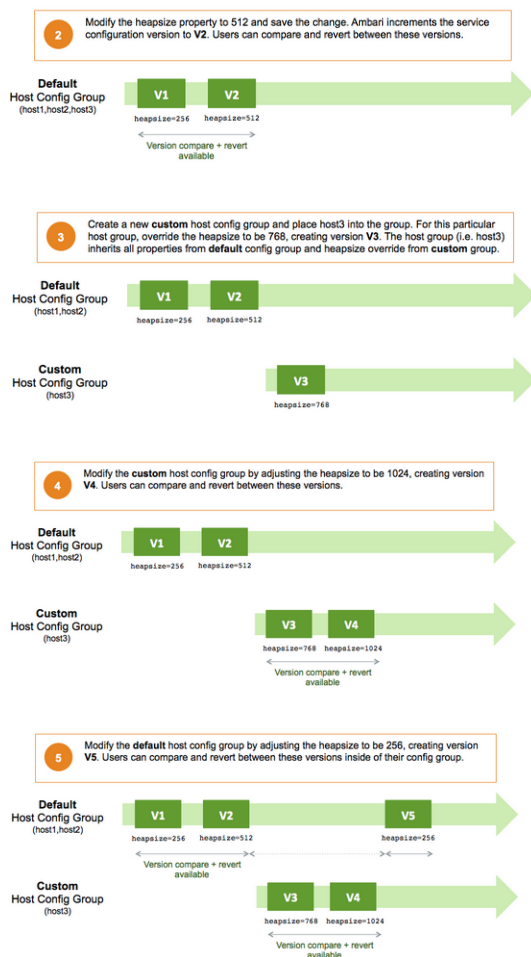 2
Modify the heapsize property to 512 and save the change. Ambari increments the service
configuration version to V2. Users can compare and revert between these versions.
Default
Host Config Group
(host1,host2,host3)
V1
V2
heapsize=256
heapsize=512
Version compare + revert
available
3
Create a new custom host config group and place host3 into the group. For this particular
host group, override the heapsize to be 768, creating version V3. The host group (i.e. host3)
inherits all properties from default config group and heapsize override from custom group.
Default
Host Config Group
(host1,host2)
V1
V2
heapsize=256
heapsize=512
Custom
Host Config Group
(host3)
V3
heapsize=768
4
Modify the custom host config group by adjusting the heapsize to be 1024, creating version
V4. Users can compare and revert between these versions.
Default
Host Config Group
(host1,host2)
V1
V2
heapsize=256
heapsize=512
Custom
Host Config Group
(host3)
V3
V4
heapsize=768
heapsize=1024
Version compare + revert
available
5
Modify the default host config group by adjusting the heapsize to be 256, creating version
V5. Users can compare and revert between these versions inside of their config group.
Default
Host Config Group
(host1,host2)
V1
V2
V5
heapsize=256
heapsize=512
heapsize=256
Version compare + revert
available
Custom
Host Config Group
(host3)
V3
V4
heapsize=768
heapsize=1024
Version compare + revert
available